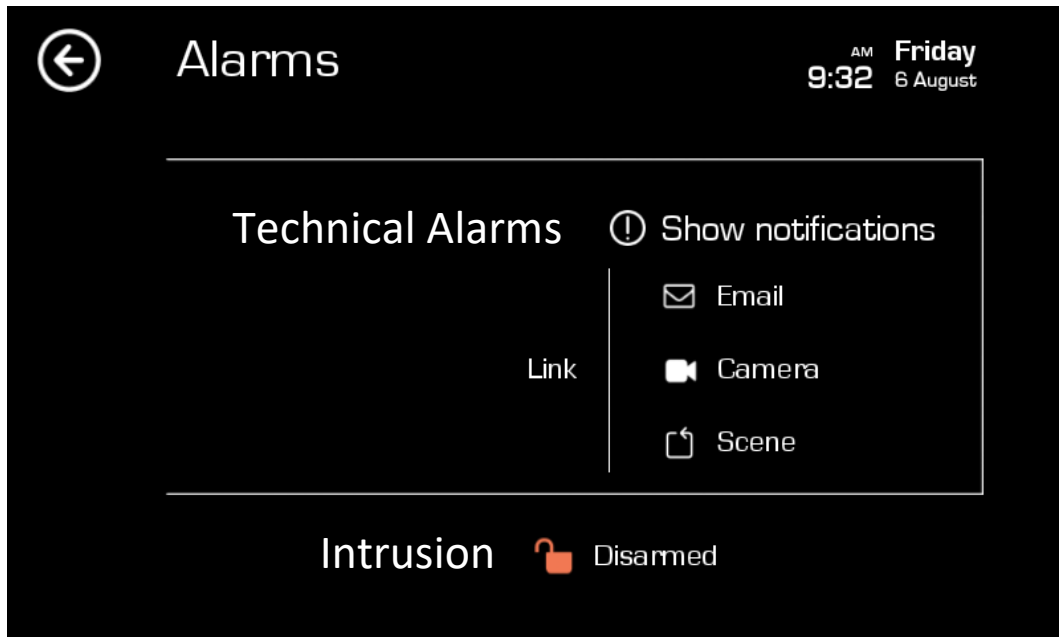 Alarms
AM
9:32
Friday
6 August
Technical Alarms
Show notifications
Email
Link
Camera
Scene
Intrusion
Disarmed